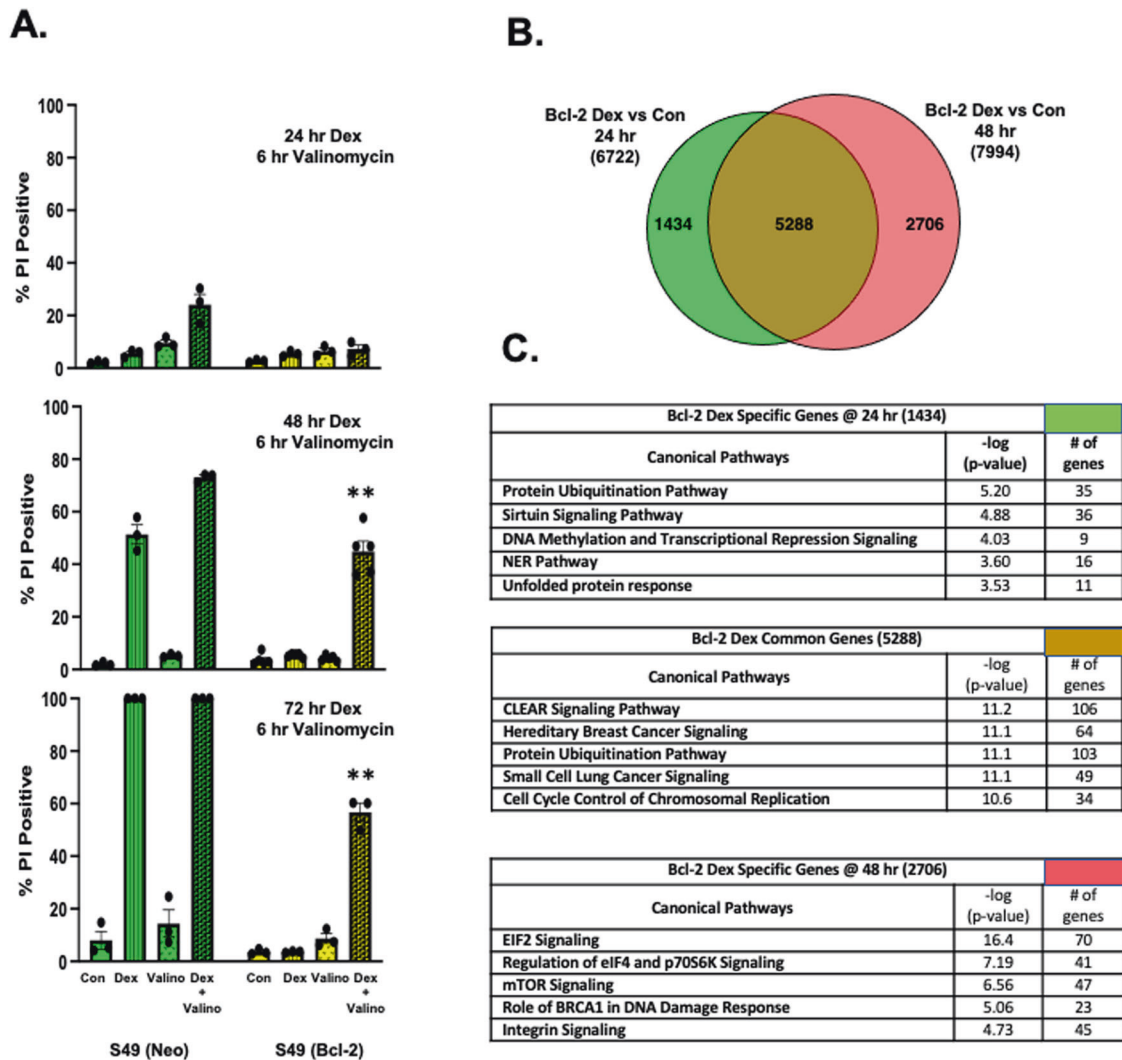 A.
100
80
60
40
20
0
% PI Positive
24 hr Dex
6 hr Valinomycin
100
80
60
40
20
0
% PI Positive
48 hr Dex
6 hr Valinomycin
**
100
80
60
40
20
0
% PI Positive
72 hr Dex
6 hr Valinomycin
**
Con Dex Valino Dex + Valino Con Dex Valino Dex + Valino
S49 (Neo) S49 (Bcl-2)
B.
Bcl-2 Dex vs Con
24 hr
(6722)
Bcl-2 Dex vs Con
48 hr
(7994)
1434 5288 2706
C.
Bcl-2 Dex Specific Genes @ 24 hr (1434)
Canonical Pathways -log (p-value) # of genes
Protein Ubiquitination Pathway 5.20 35
Sirtuin Signaling Pathway 4.88 36
DNA Methylation and Transcriptional Repression Signaling 4.03 9
NER Pathway 3.60 16
Unfolded protein response 3.53 11
Bcl-2 Dex Common Genes (5288)
Canonical Pathways -log (p-value) # of genes
CLEAR Signaling Pathway 11.2 106
Hereditary Breast Cancer Signaling 11.1 64
Protein Ubiquitination Pathway 11.1 103
Small Cell Lung Cancer Signaling 11.1 49
Cell Cycle Control of Chromosomal Replication 10.6 34
Bcl-2 Dex Specific Genes @ 48 hr (2706)
Canonical Pathways -log (p-value) # of genes
EIF2 Signaling 16.4 70
Regulation of eIF4 and p70S6K Signaling 7.19 41
mTOR Signaling 6.56 47
Role of BRCA1 in DNA Damage Response 5.06 23
Integrin Signaling 4.73 45